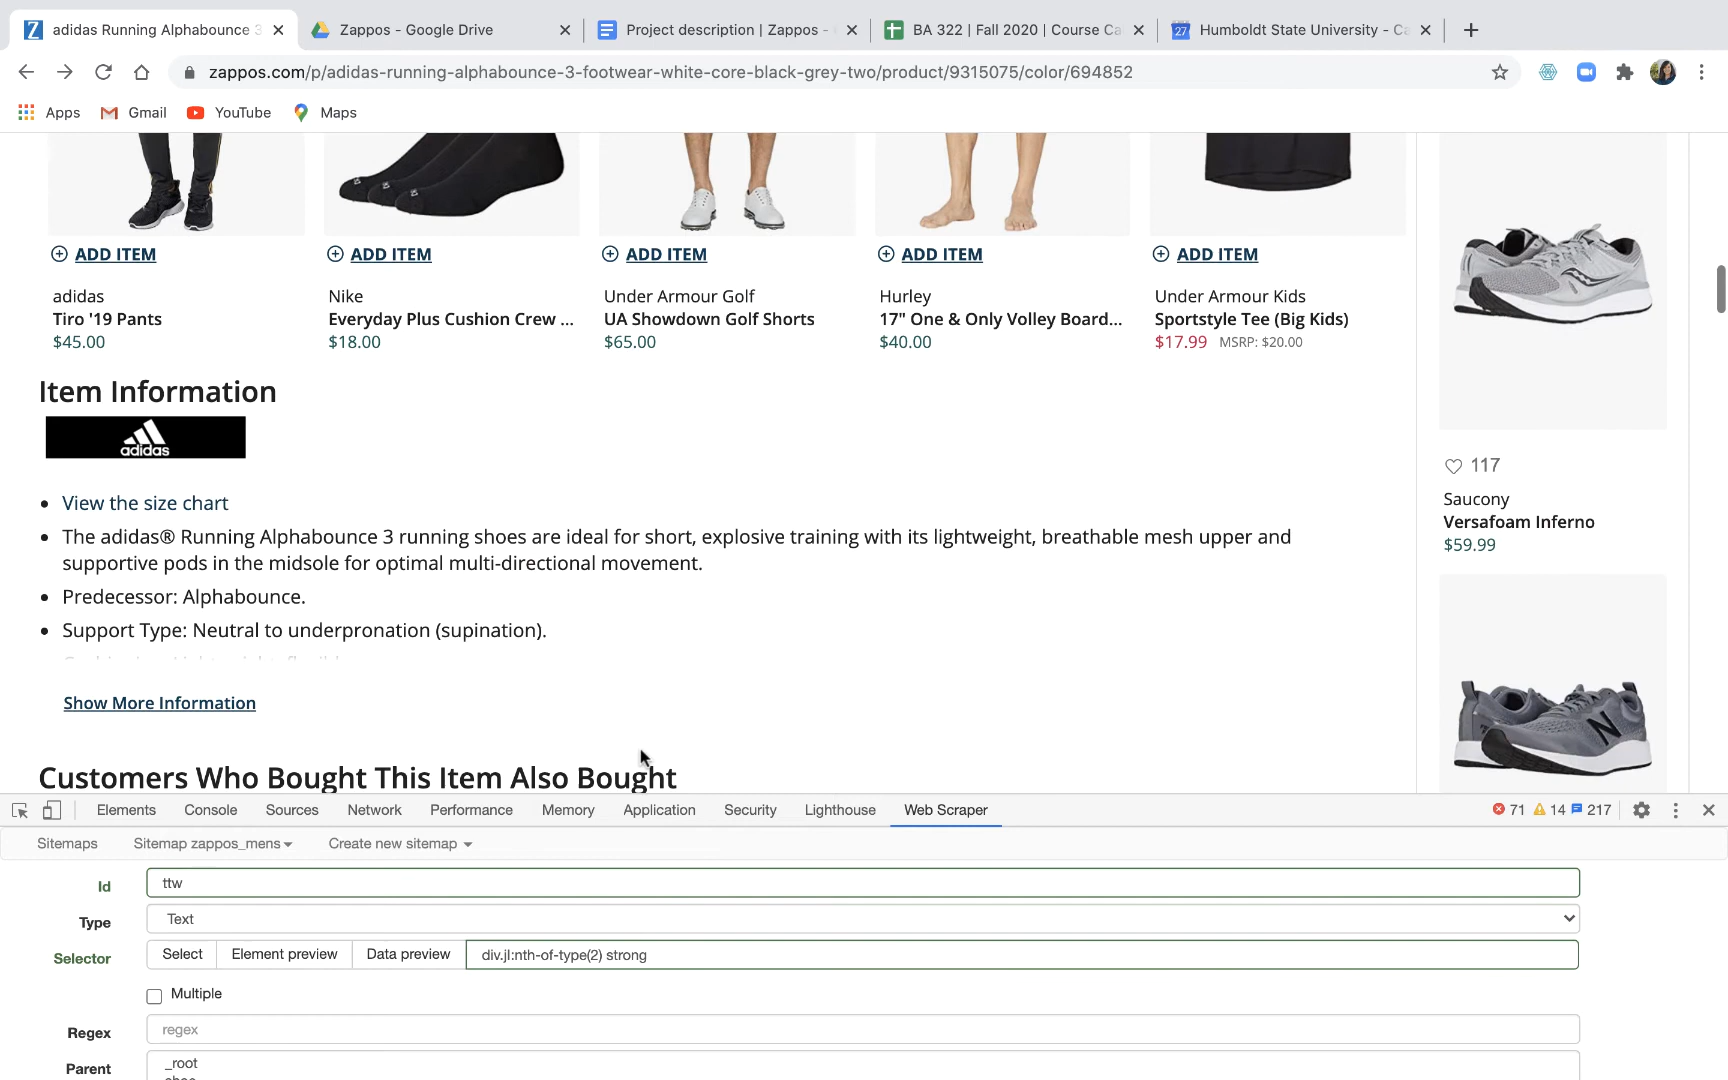 adidas Running Alphabounce 3
Zappos - Google Drive
Project description | Zappos -
BA 322 | Fall 2020 | Course Ca
27
Humboldt State University - Ca
zappos.com/p/adidas-running-alphabounce-3-footwear-white-core-black-grey-two/product/9315075/color/694852
Apps
Gmail
YouTube
Maps
ADD ITEM
ADD ITEM
ADD ITEM
ADD ITEM
ADD ITEM
adidas
Tiro '19 Pants
$45.00
Nike
Everyday Plus Cushion Crew ...
$18.00
Under Armour Golf
UA Showdown Golf Shorts
$65.00
Hurley
17" One & Only Volley Board...
$40.00
Under Armour Kids
Sportstyle Tee (Big Kids)
$17.99 MSRP: $20.00
Item Information
adidas
• View the size chart
• The adidas® Running Alphabounce 3 running shoes are ideal for short, explosive training with its lightweight, breathable mesh upper and
supportive pods in the midsole for optimal multi-directional movement.
• Predecessor: Alphabounce.
• Support Type: Neutral to underpronation (supination).
Show More Information
Customers Who Bought This Item Also Bought
117
Saucony
Versafoam Inferno
$59.99
Elements
Console
Sources
Network
Performance
Memory
Application
Security
Lighthouse
Web Scraper
71
14
217
Sitemaps
Sitemap zappos_mens
Create new sitemap
Id
ttw
Type
Text
Selector
Select
Element preview
Data preview
div.jl:nth-of-type(2) strong
Multiple
Regex
regex
Parent
_root